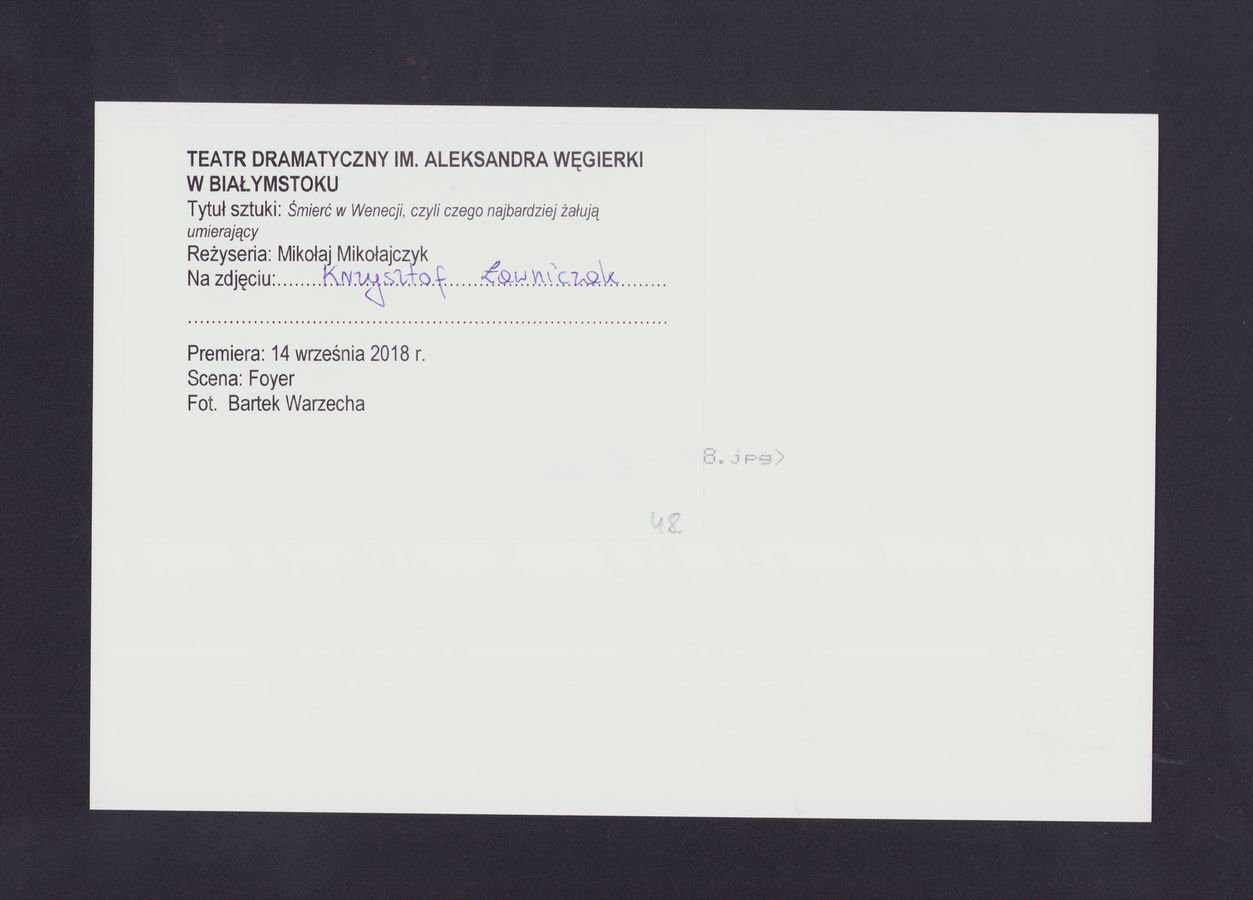 TEATR DRAMATYCZNY IM. ALEKSANDRA WĘGIERKI
W BIAŁYMSTOKU
Tytuł sztuki: Śmierć w Wenecji, czyli czego najbardziej żałują
umierający
Reżyseria: Mikołaj Mikołajczyk
Na zdjęciu:.......Krzysztof.....Ławniczak........
................................................................................
Premiera: 14 września 2018 r.
Scena: Foyer
Fot. Bartek Warzecha
8.jpg)
48